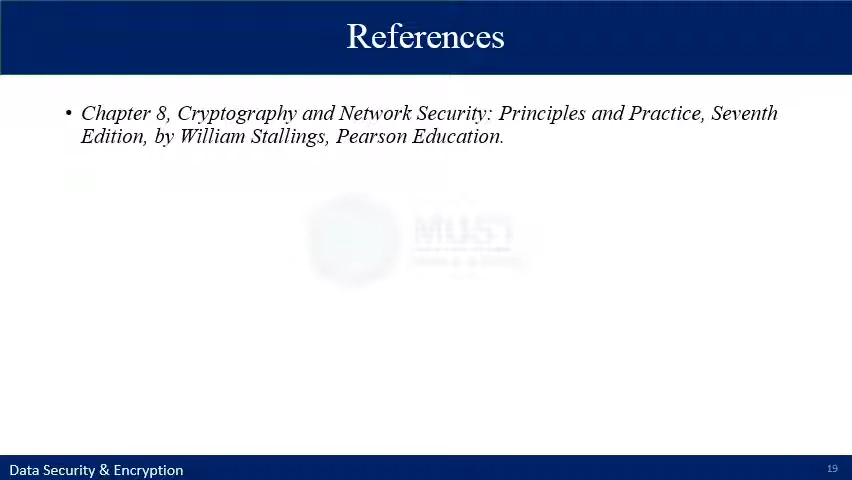 References
• Chapter 8, Cryptography and Network Security: Principles and Practice, Seventh
Edition, by William Stallings, Pearson Education.
MUST
Data Security & Encryption
19